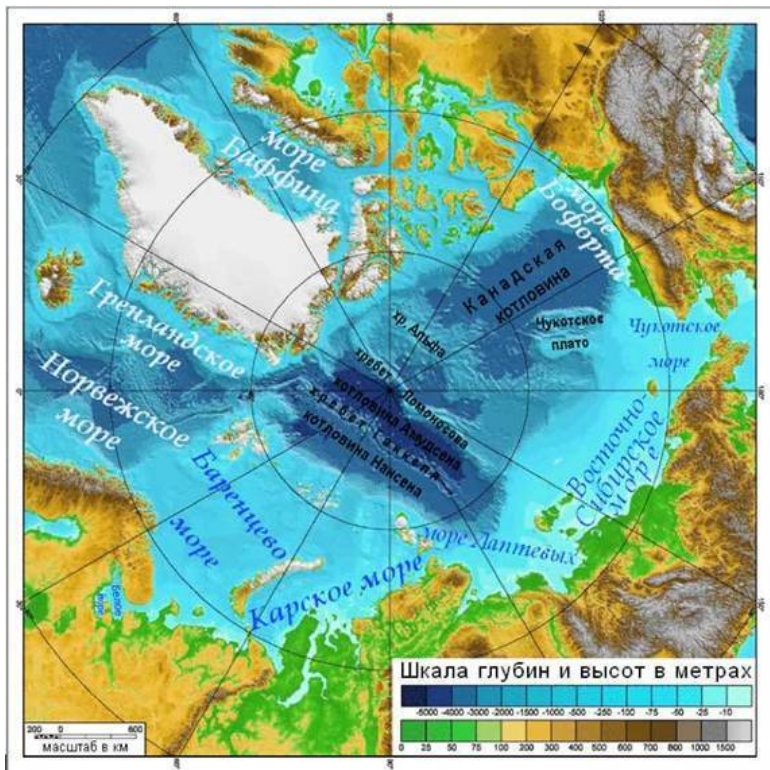 море
Баффина
море
Бофорта
Канадская
котловина
Чукотское
плато
Чукотское
море
хр. Альфа
хребет Ломоносова
котловина Амундсена
хребет Гаккеля
котловина Нансена
Гренландское
море
Норвежское
море
Баренцево
море
Белое
море
Карское море
море Лаптевых
Восточно-
Сибирское
море
Шкала глубин и высот в метрах
-5000 -4000 -3000 -2000 -1500 -1000 -500 -250 -100 -75 -50 -25 -10
0 25 50 75 100 200 300 400 500 600 700 800 1000 1500
200 0 600
масштаб в км